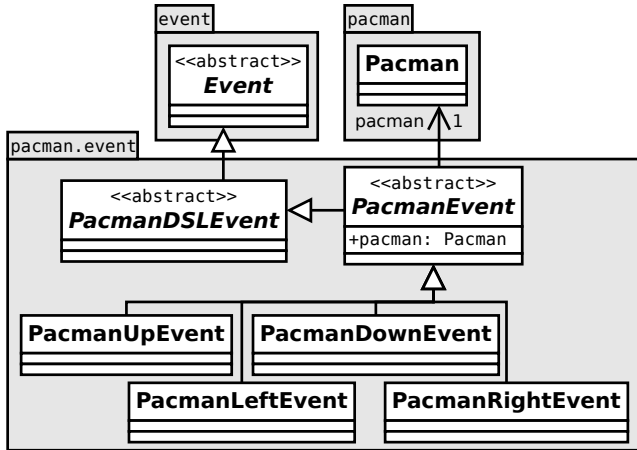 event
pacman
<<abstract>>
Event
Pacman
pacman 1
pacman.event
<<abstract>>
PacmanDSLEvent
<<abstract>>
PacmanEvent
+pacman: Pacman
PacmanUpEvent
PacmanDownEvent
PacmanLeftEvent
PacmanRightEvent